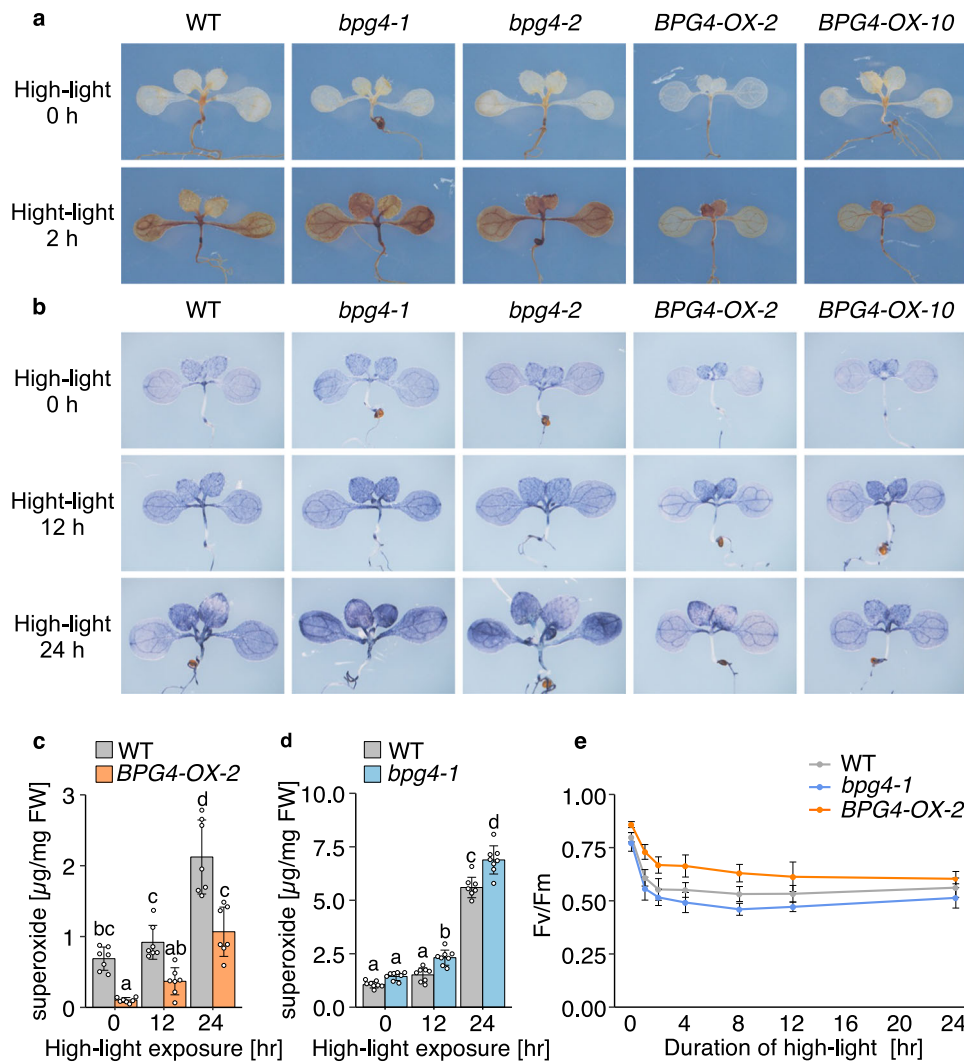 a
WT bpg4-1 bpg4-2 BPG4-OX-2 BPG4-OX-10
High-light
0 h
Hight-light
2 h
b
WT bpg4-1 bpg4-2 BPG4-OX-2 BPG4-OX-10
High-light
0 h
Hight-light
12 h
High-light
24 h
c
WT
BPG4-OX-2
superoxide [µg/mg FW]
3
2
1
0
bc a c ab d c
0 12 24
High-light exposure [hr]
d
WT
bpg4-1
superoxide [µg/mg FW]
10.0
7.5
5.0
2.5
0.0
a a a b c d
0 12 24
High-light exposure [hr]
e
WT
bpg4-1
BPG4-OX-2
Fv/Fm
1.00
0.75
0.50
0.25
0.00
0 4 8 12 16 20 24
Duration of high-light [hr]